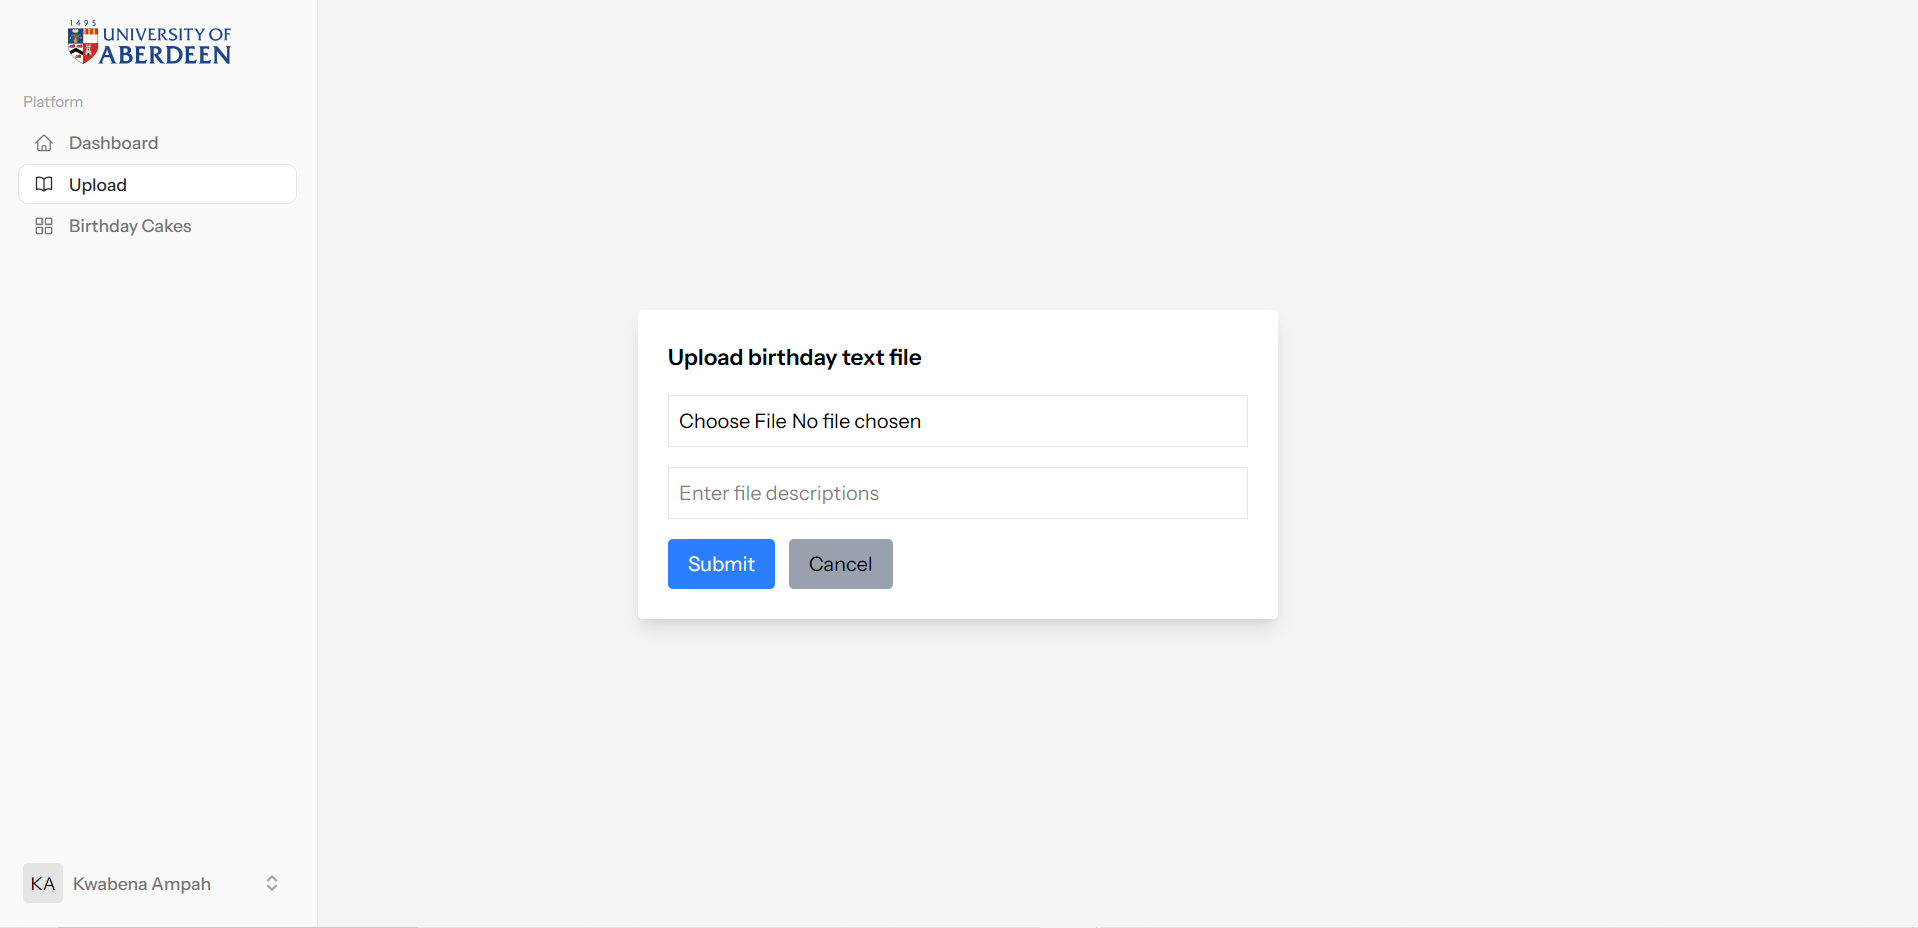 1495
UNIVERSITY OF
ABERDEEN
Platform
Dashboard
Upload
Birthday Cakes
Upload birthday text file
Choose File No file chosen
Enter file descriptions
Submit Cancel
KA Kwabena Ampah